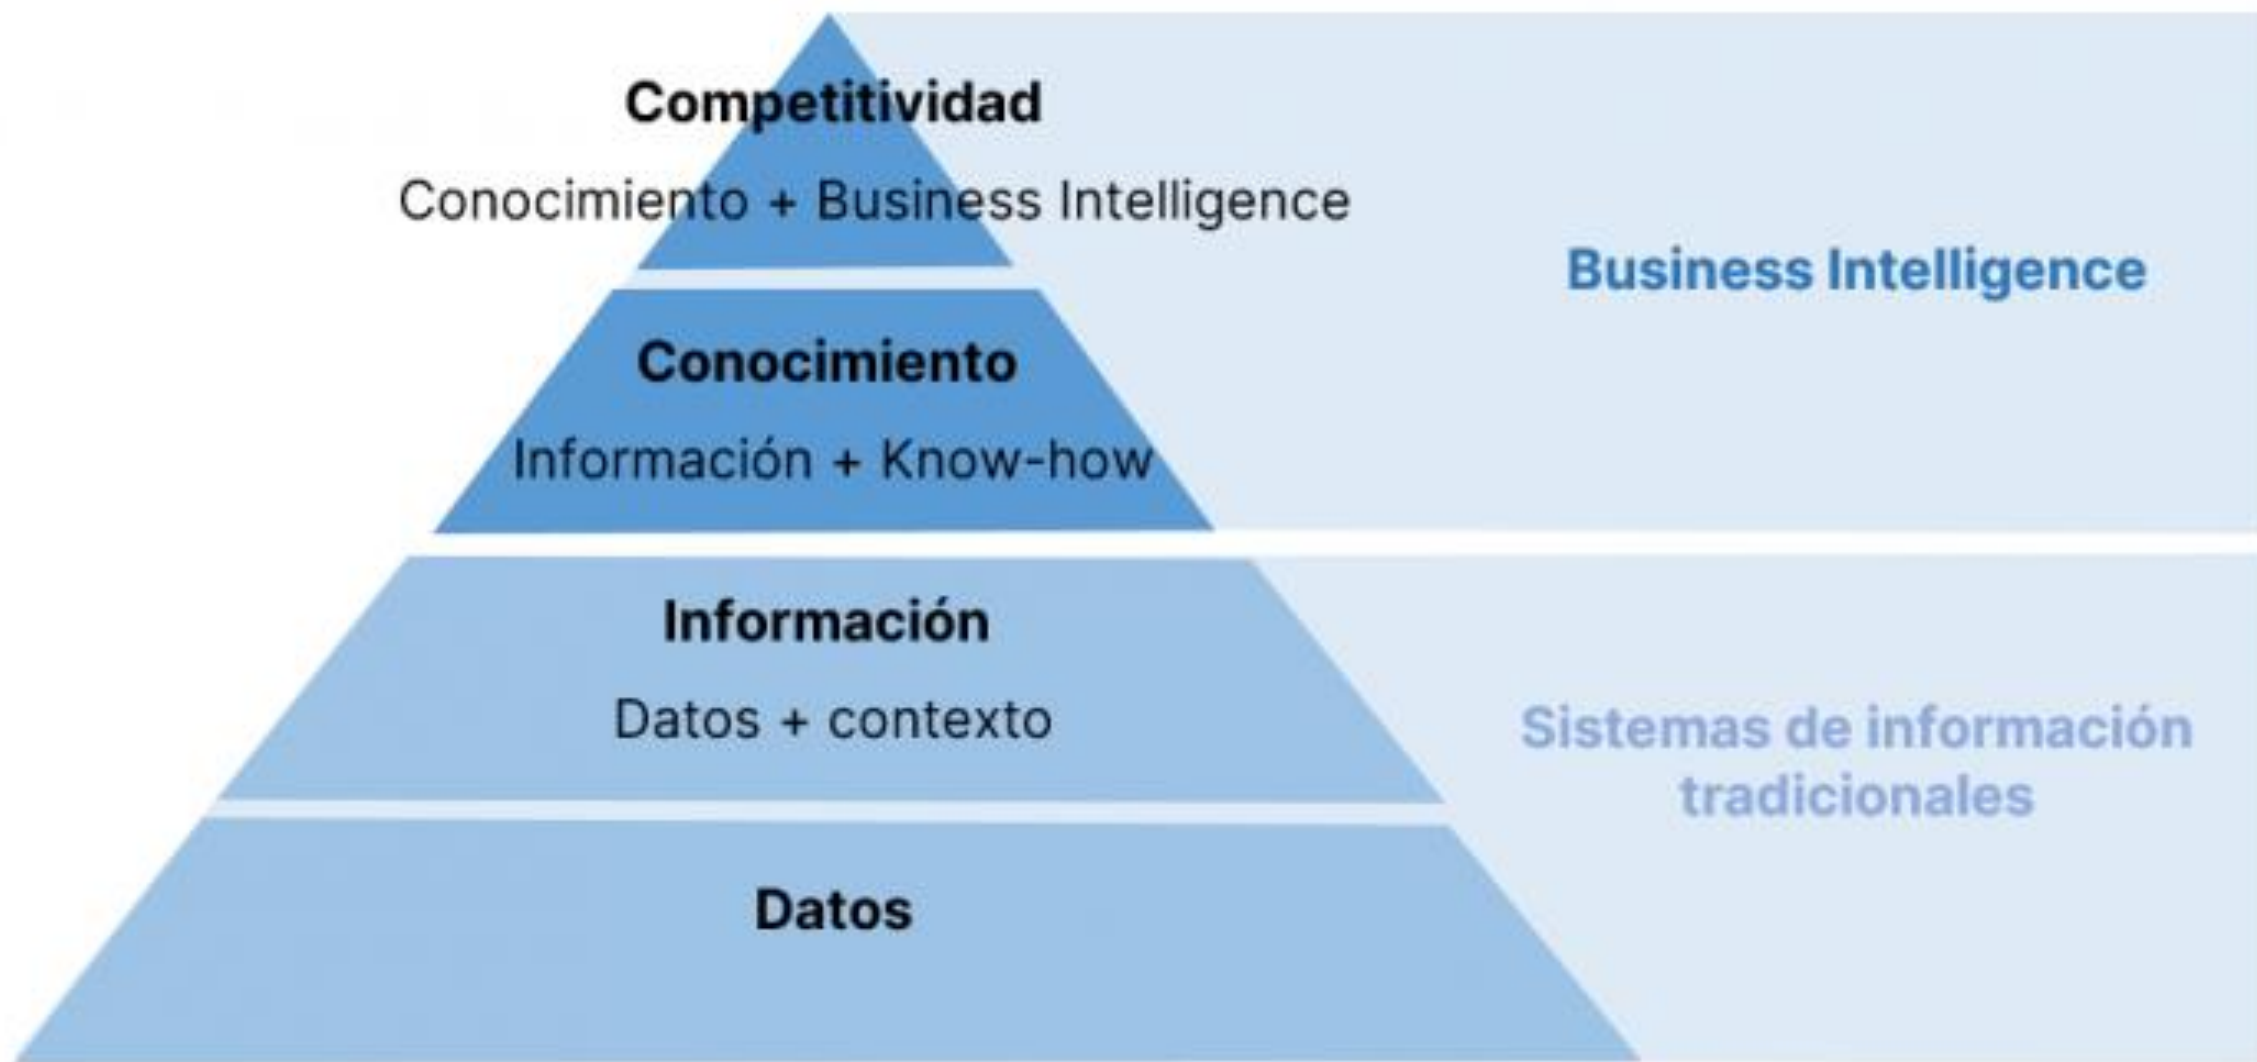 Competitividad
Conocimiento + Business Intelligence
Business Intelligence
Conocimiento
Información + Know-how
Información
Datos + contexto
Sistemas de información
tradicionales
Datos